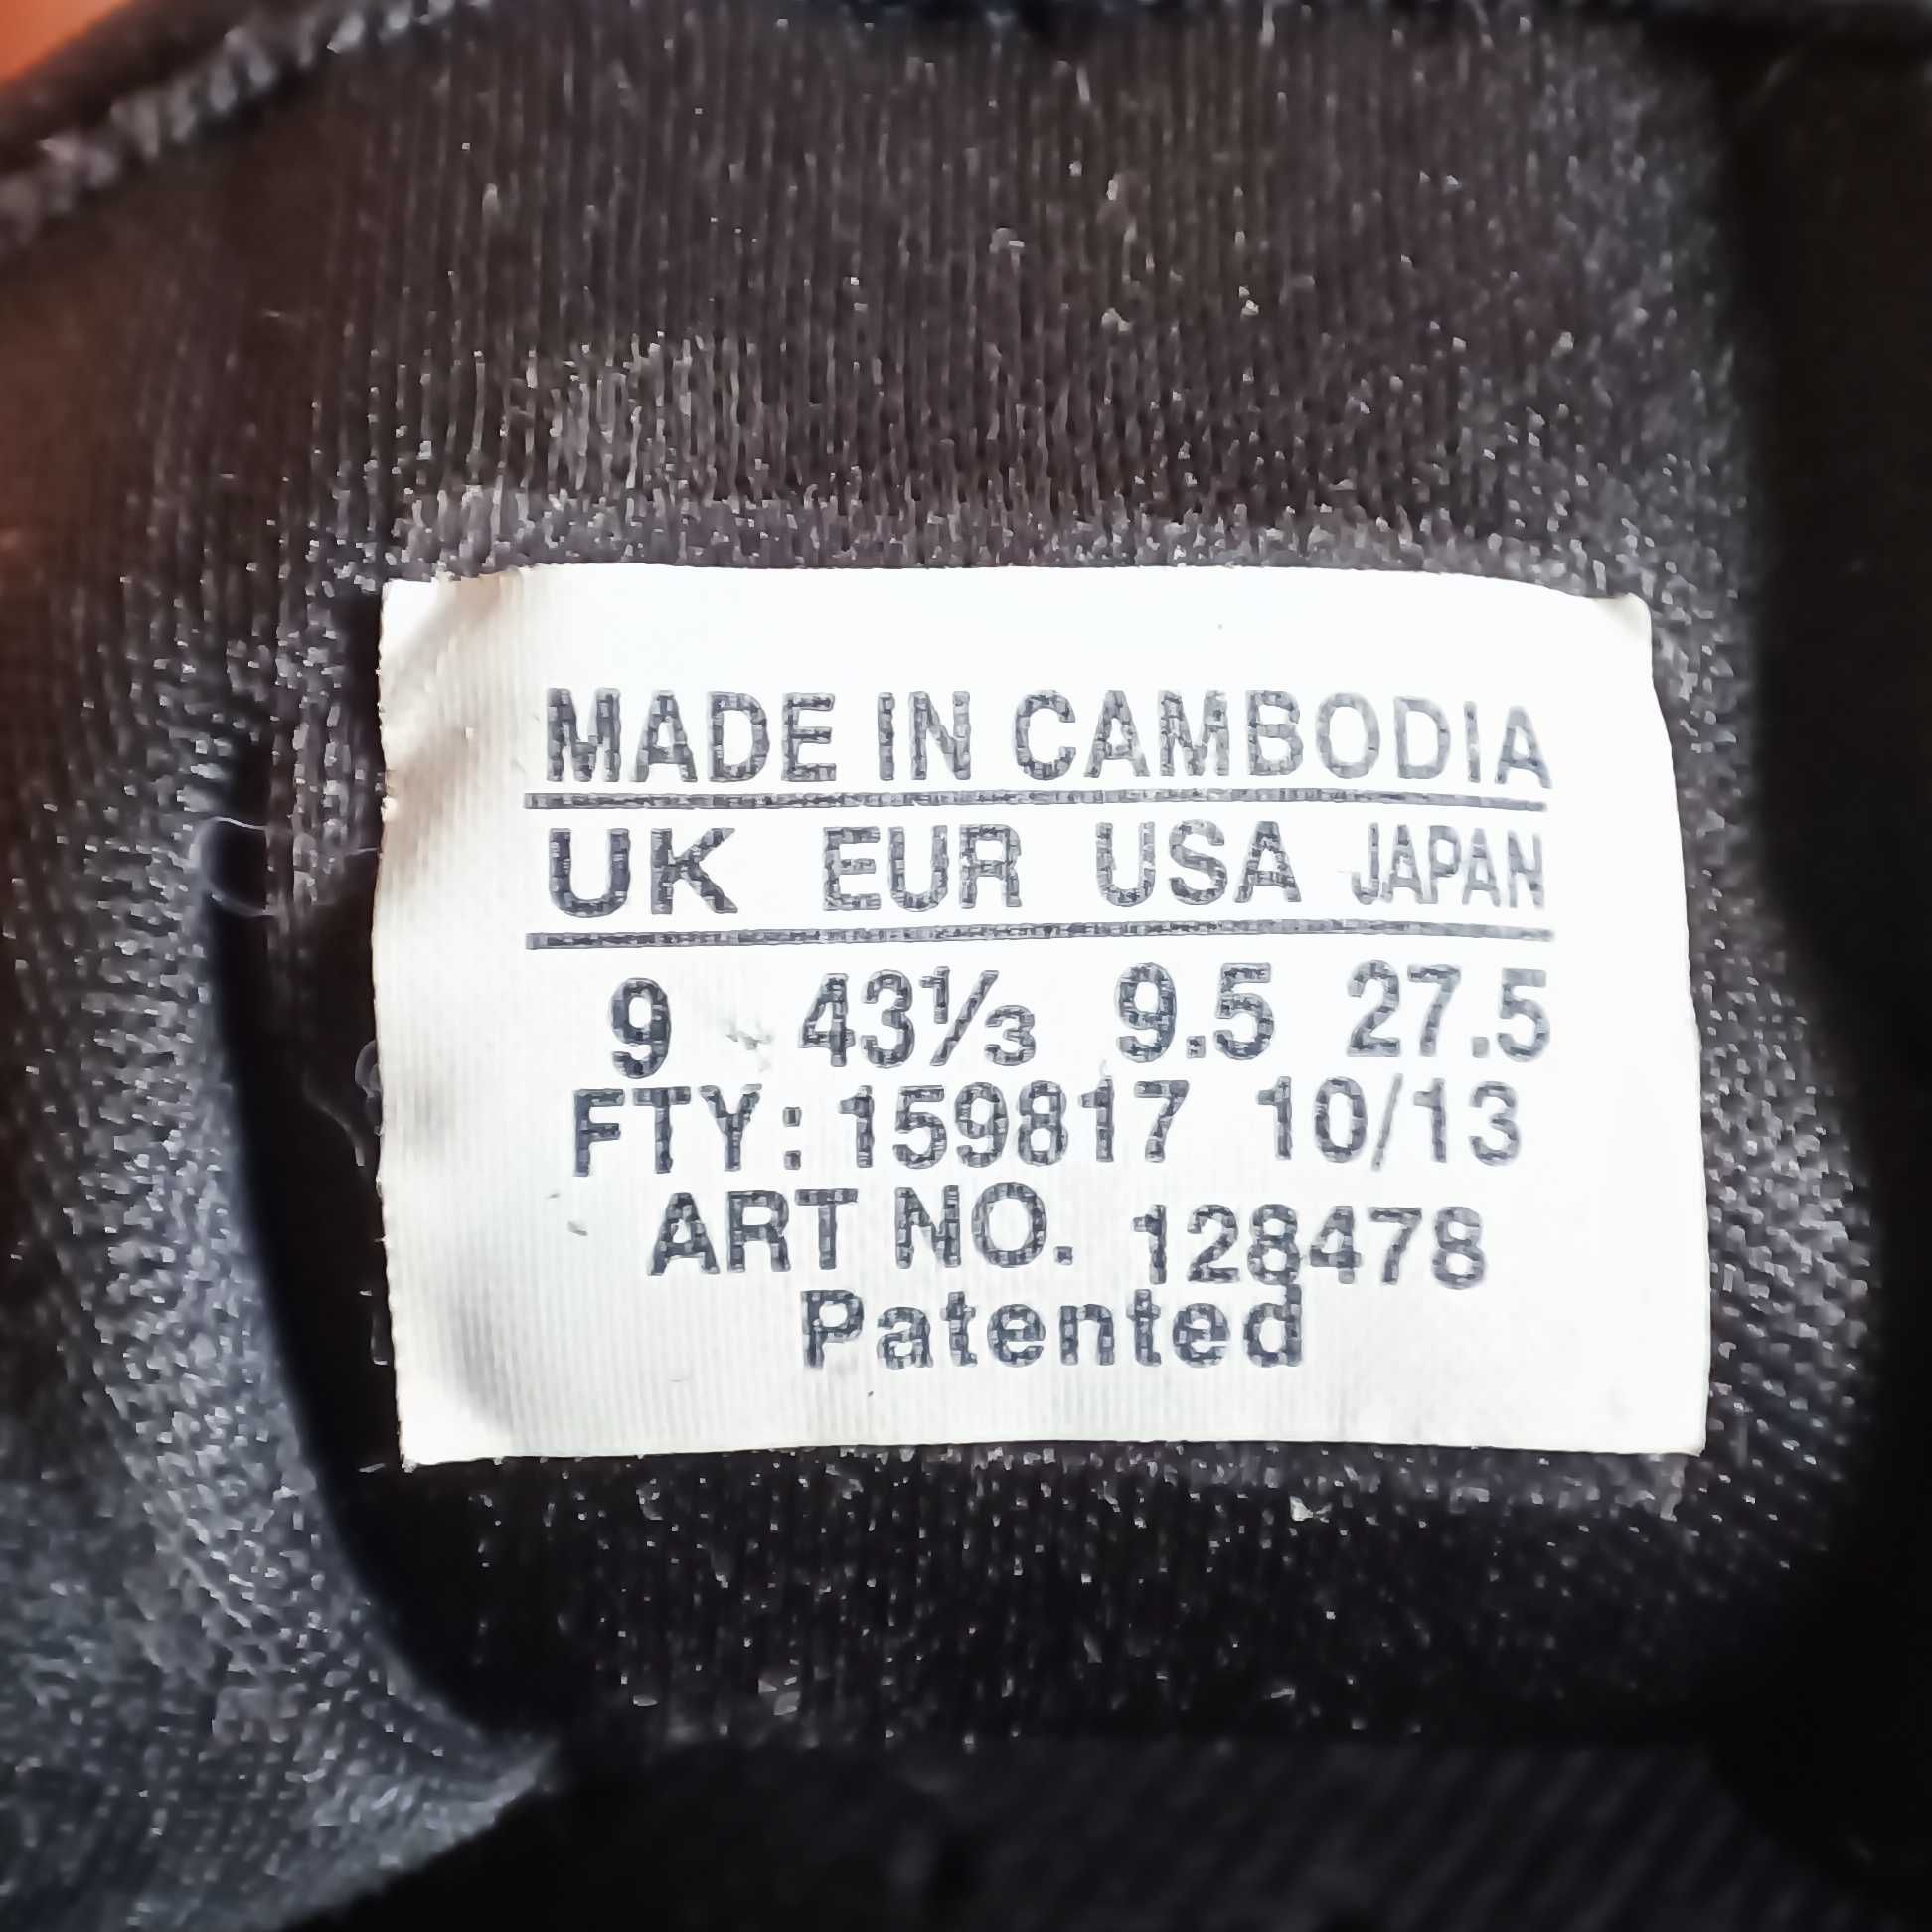 MADE IN CAMBODIA
UK EUR USA JAPAN
9 43⅓ 9.5 27.5
FTY: 159817 10/13
ART NO. 128478
Patented